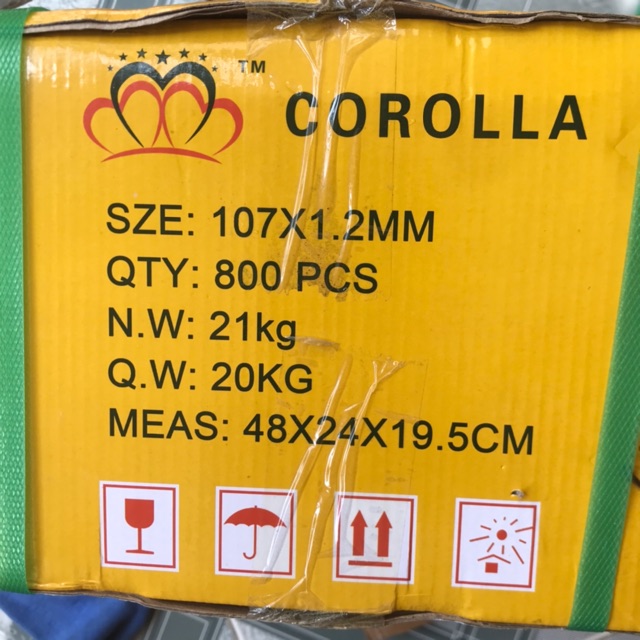 TM
COROLLA
SZE: 107X1.2MM
QTY: 800 PCS
N.W: 21kg
Q.W: 20KG
MEAS: 48X24X19.5CM